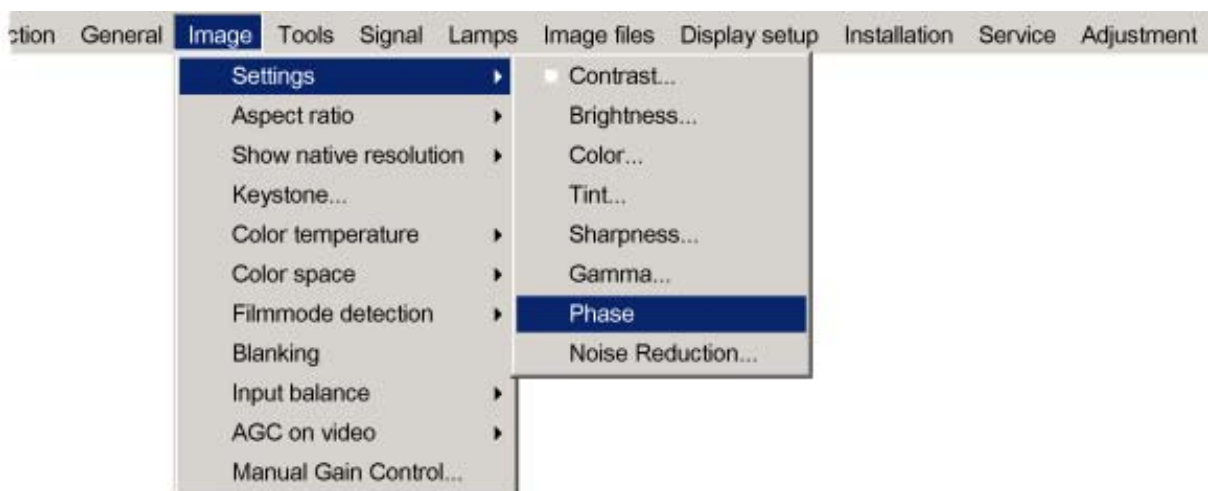 ction General Image Tools Signal Lamps Image files Display setup Installation Service Adjustment
Settings
Aspect ratio
Show native resolution
Keystone...
Color temperature
Color space
Filmmode detection
Blanking
Input balance
AGC on video
Manual Gain Control...
Contrast...
Brightness...
Color...
Tint...
Sharpness...
Gamma...
Phase
Noise Reduction...